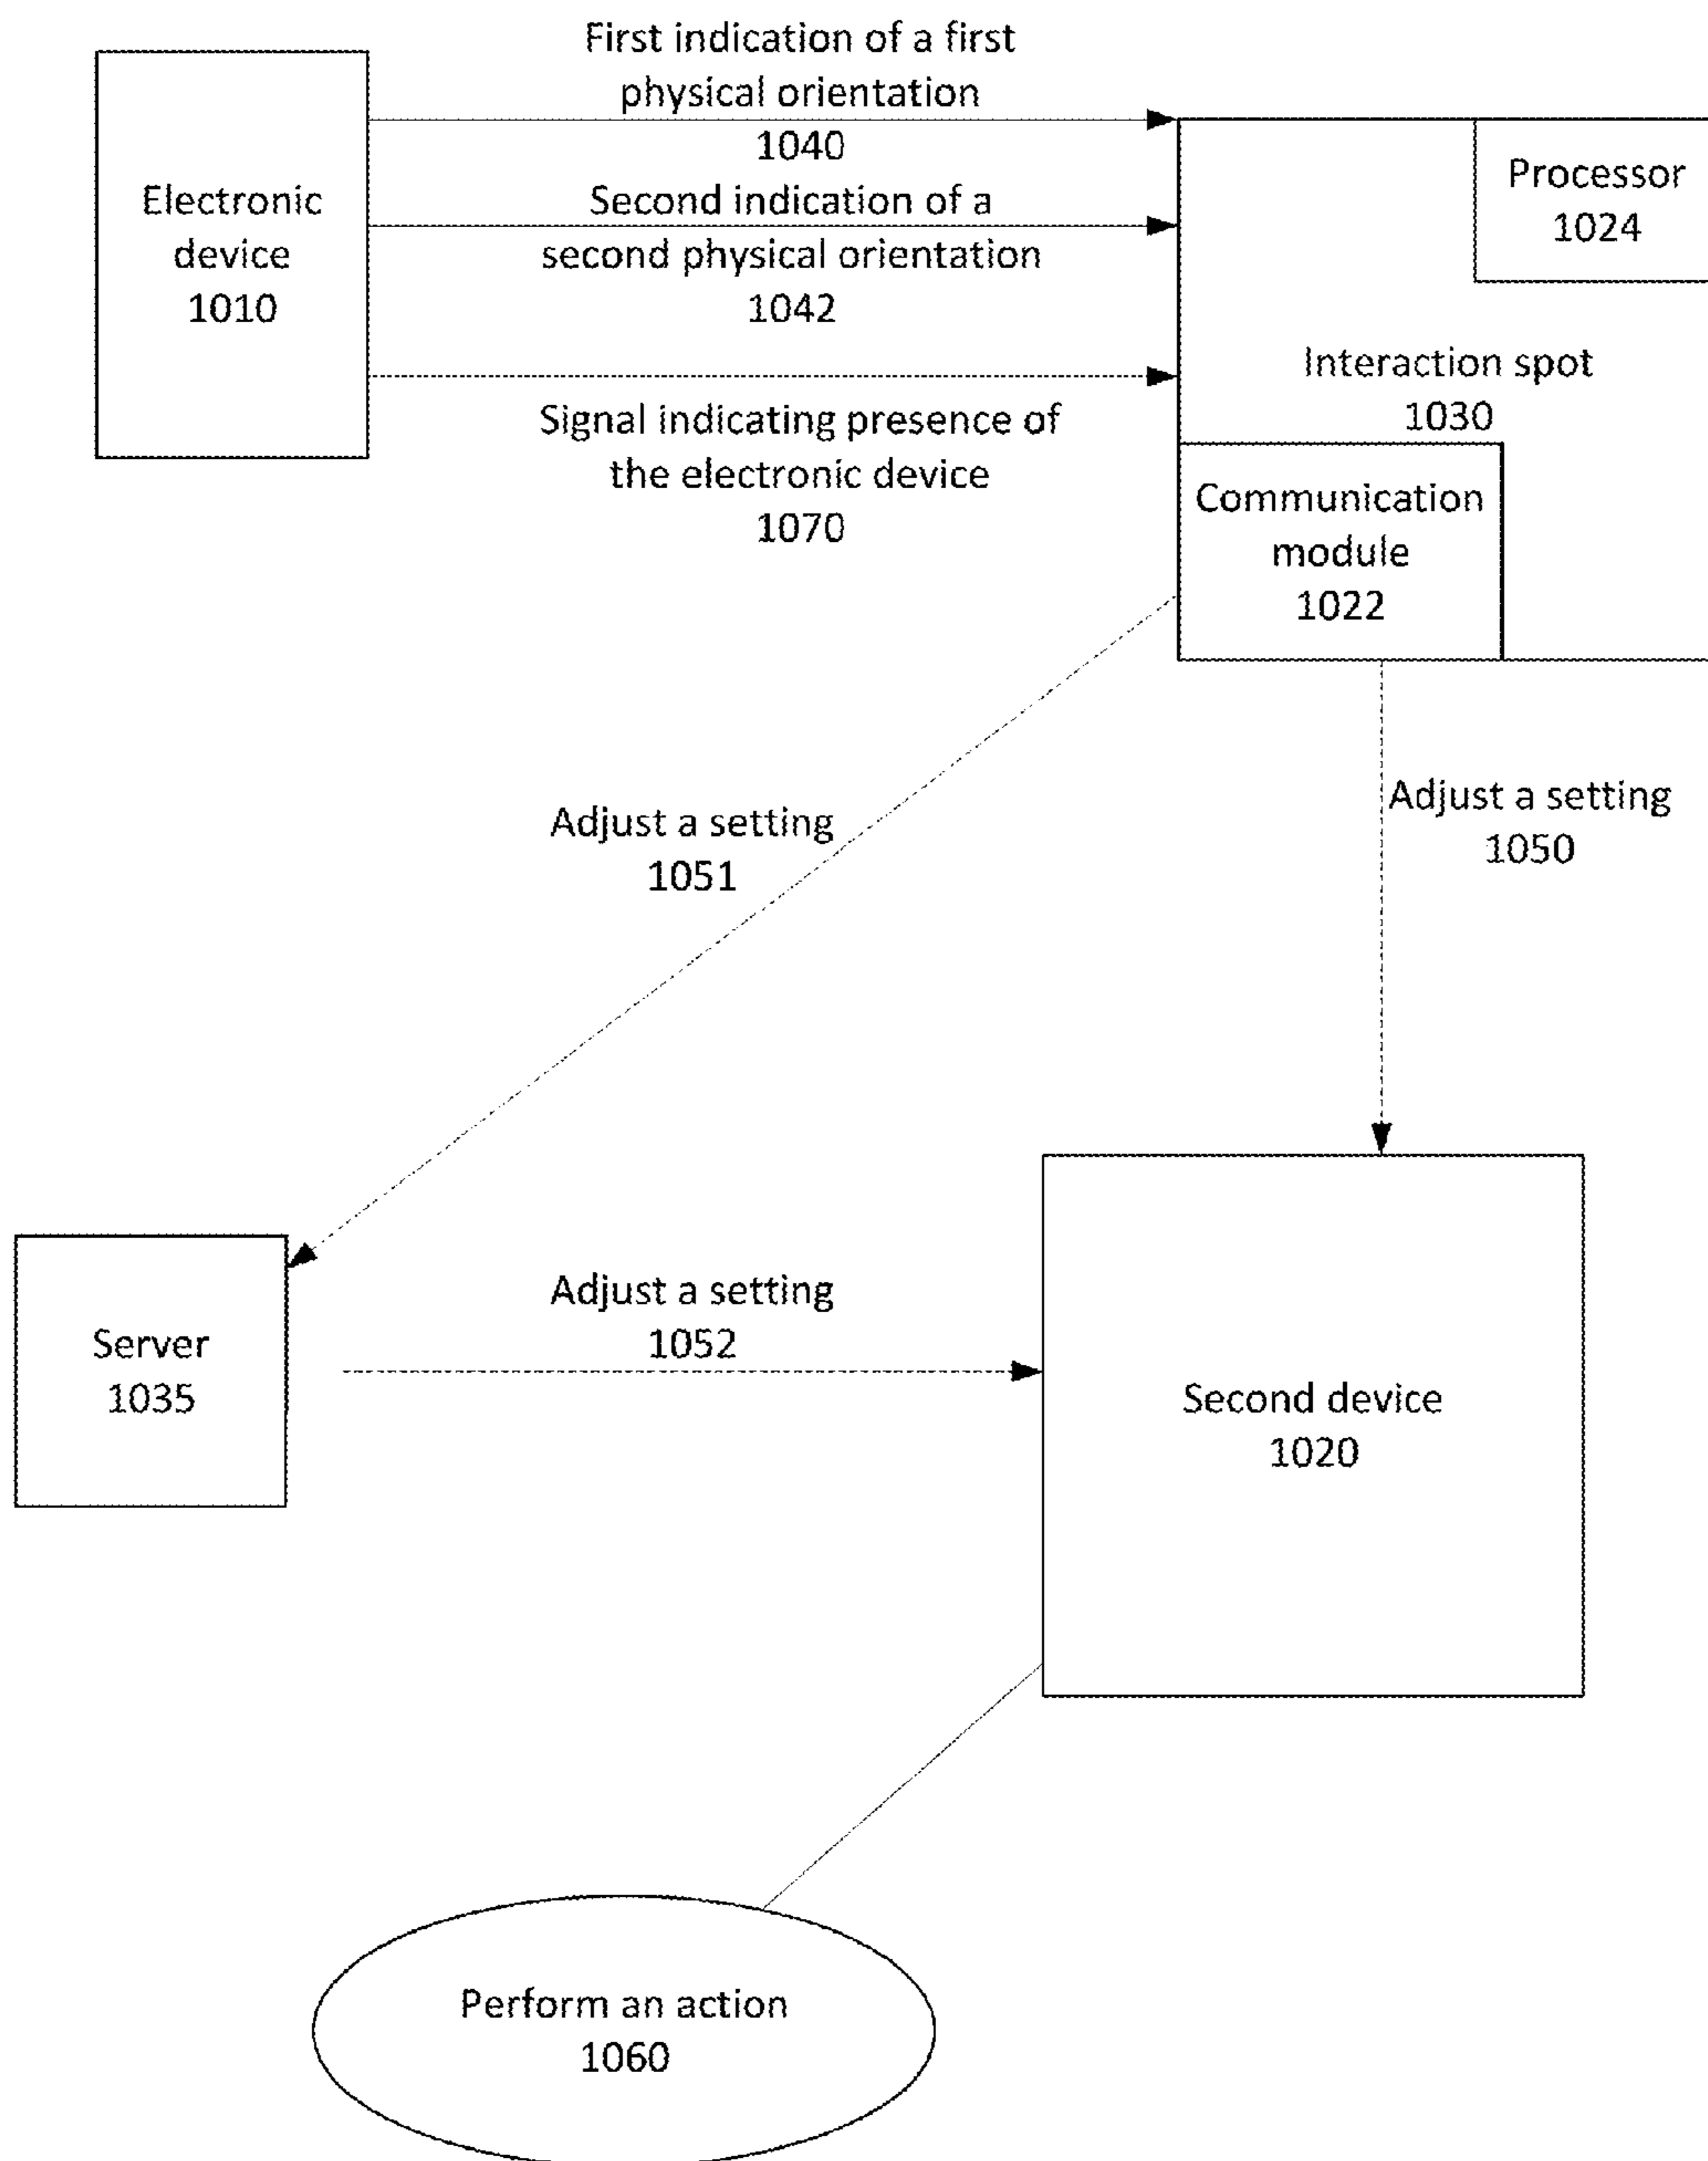 First indication of a first
physical orientation
1040
Electronic
device
1010
Second indication of a
second physical orientation
1042
Signal indicating presence of
the electronic device
1070
Processor
1024
Interaction spot
1030
Communication
module
1022
Adjust a setting
1051
Adjust a setting
1050
Server
1035
Adjust a setting
1052
Second device
1020
Perform an action
1060